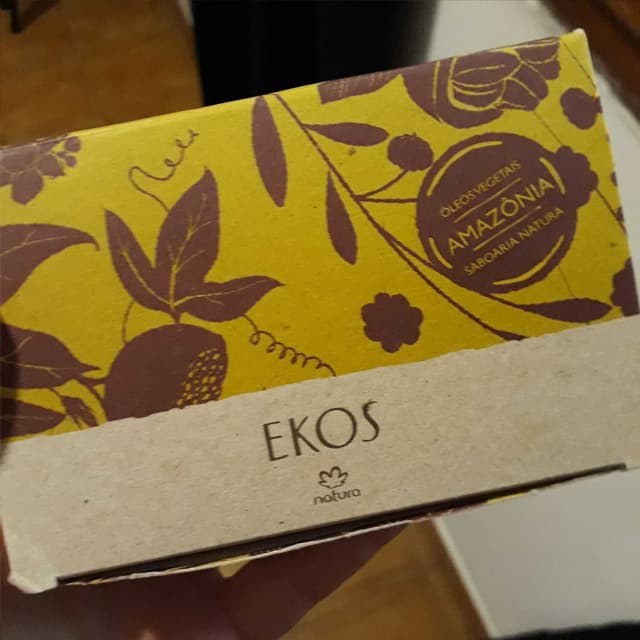 ÓLEOS VEGETAIS
AMAZÔNIA
SABOARIA NATURA
EKOS
natura